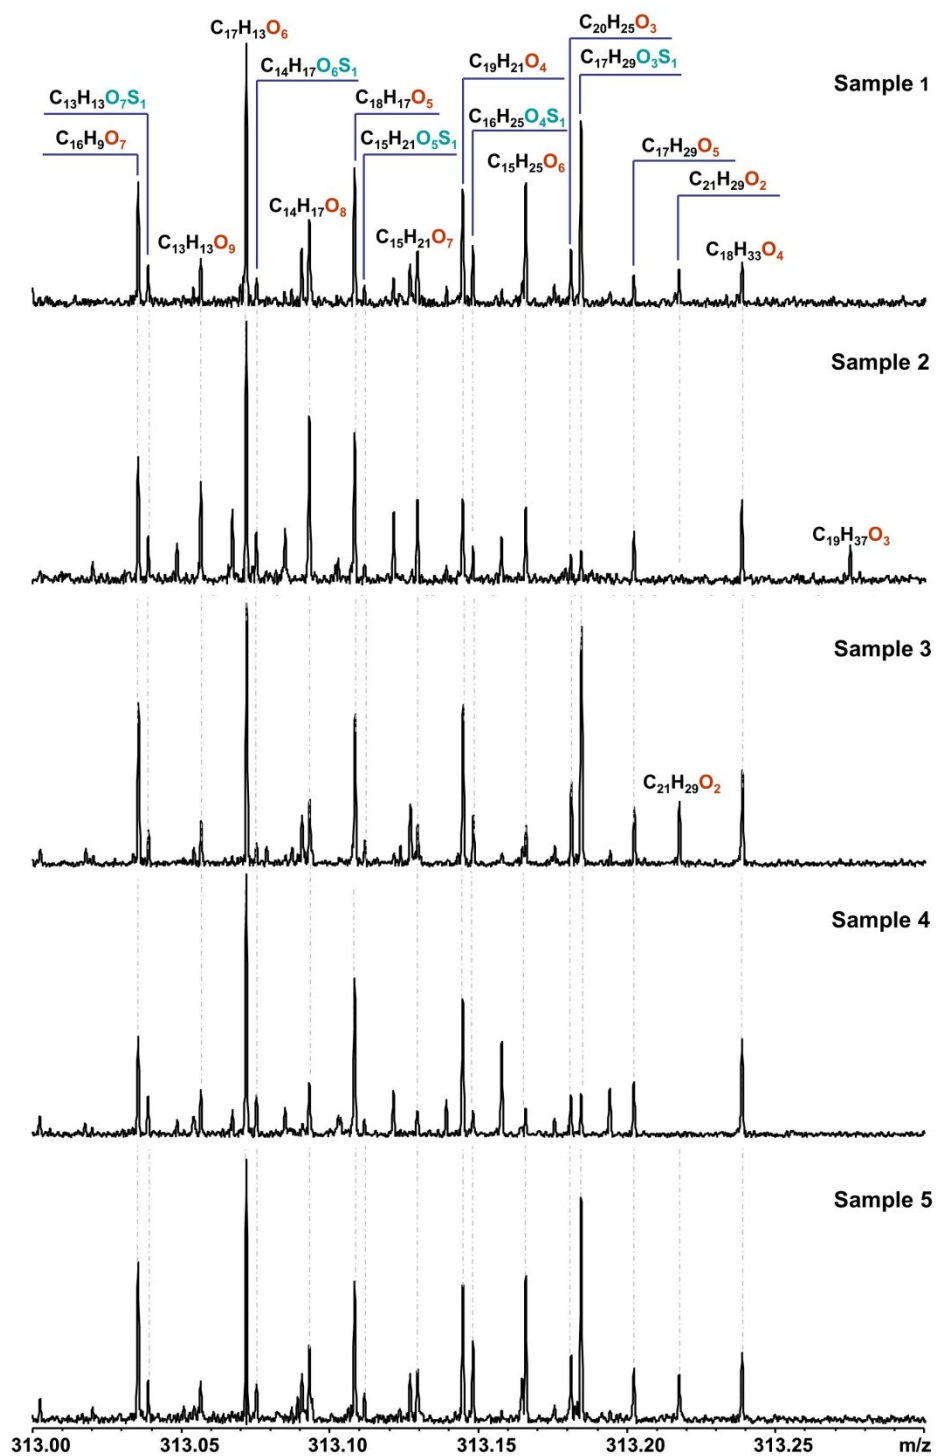 C₁₇H₁₃O₆
C₂₀H₂₅O₃
C₁₄H₁₇O₆S₁
C₁₉H₂₁O₄
C₁₇H₂₉O₃S₁
Sample 1
C₁₃H₁₃O₇S₁
C₁₈H₁₇O₅
C₁₆H₂₅O₄S₁
C₁₆H₉O₇
C₁₅H₂₁O₅S₁
C₁₅H₂₅O₆
C₁₇H₂₉O₅
C₂₁H₂₉O₂
C₁₄H₁₇O₈
C₁₃H₁₃O₉
C₁₅H₂₁O₇
C₁₈H₃₃O₄
Sample 2
C₁₉H₃₇O₃
Sample 3
C₂₁H₂₉O₂
Sample 4
Sample 5
313.00 313.05 313.10 313.15 313.20 313.25 m/z